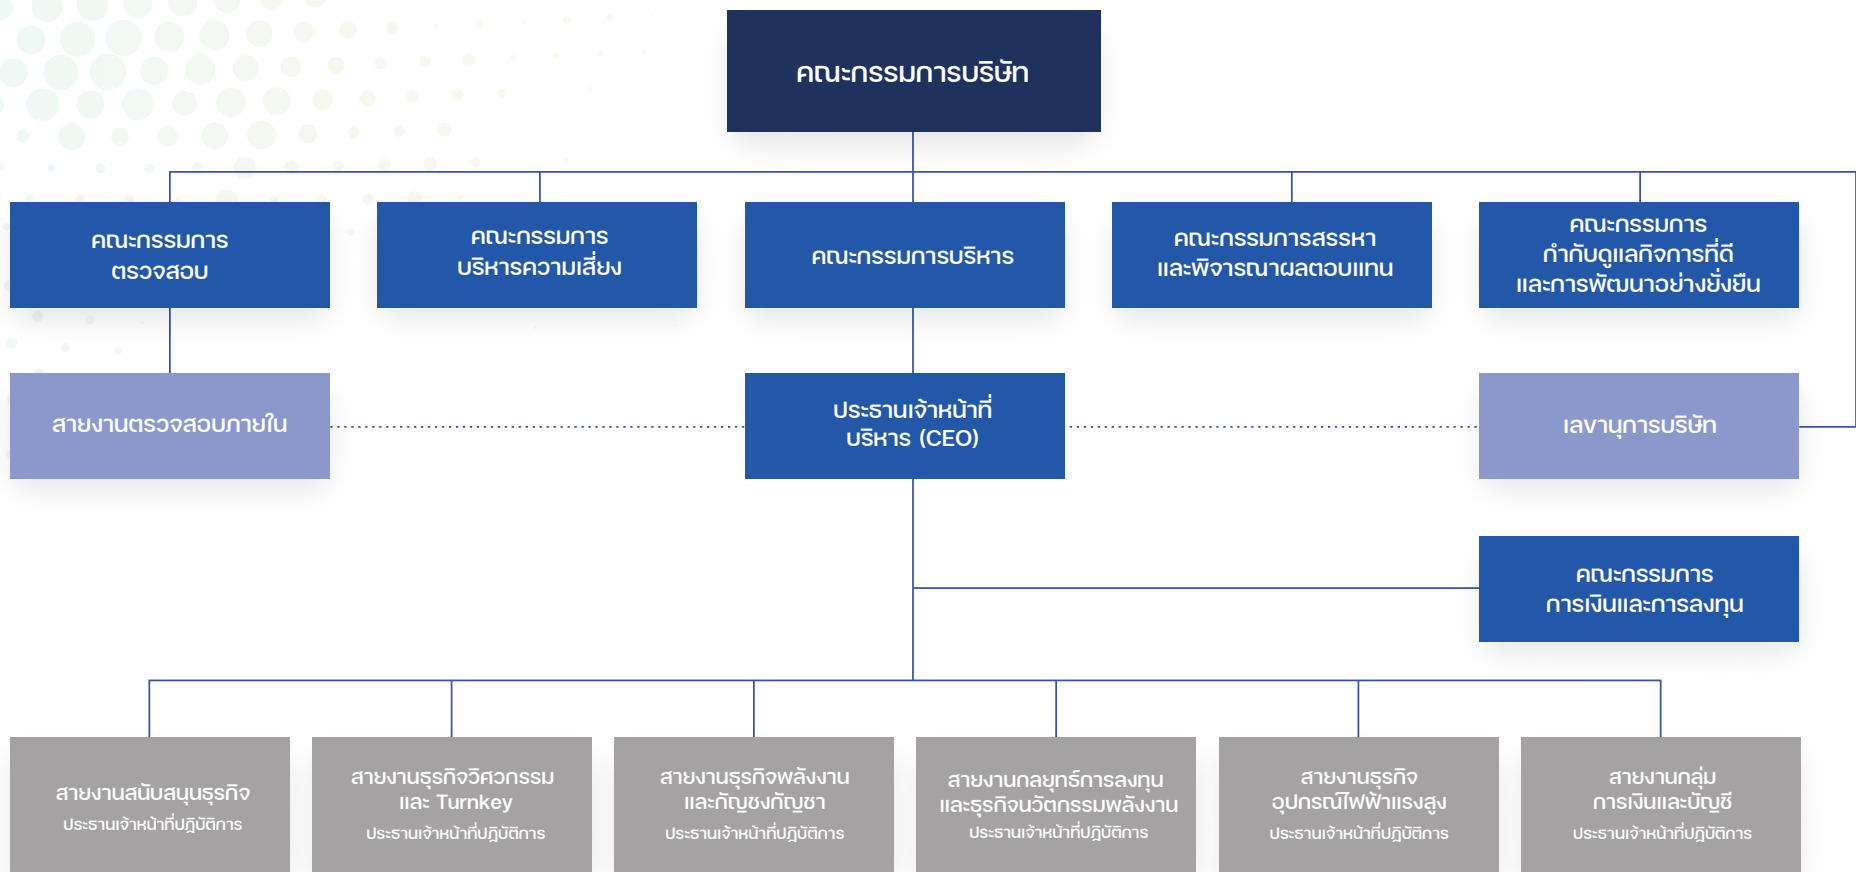 คณะกรรมการบริษัท
คณะกรรมการ
ตรวจสอบ
คณะกรรมการ
บริหารความเสี่ยง
คณะกรรมการบริหาร
คณะกรรมการสรรหา
และพิจารณาผลตอบแทน
คณะกรรมการ
กำกับดูแลกิจการที่ดี
และการพัฒนาอย่างยั่งยืน
สายงานตรวจสอบภายใน
ประธานเจ้าหน้าที่
บริหาร (CEO)
เลขานุการบริษัท
คณะกรรมการ
การเงินและการลงทุน
สายงานสนับสนุนธุรกิจ
ประธานเจ้าหน้าที่ปฏิบัติการ
สายงานธุรกิจวิศวกรรม
และ Turnkey
ประธานเจ้าหน้าที่ปฏิบัติการ
สายงานธุรกิจพลังงาน
และกัญชงกัญชา
ประธานเจ้าหน้าที่ปฏิบัติการ
สายงานกลยุทธ์การลงทุน
และธุรกิจนวัตกรรมพลังงาน
ประธานเจ้าหน้าที่ปฏิบัติการ
สายงานธุรกิจ
อุปกรณ์ไฟฟ้าแรงสูง
ประธานเจ้าหน้าที่ปฏิบัติการ
สายงานกลุ่ม
การเงินและบัญชี
ประธานเจ้าหน้าที่ปฏิบัติการ